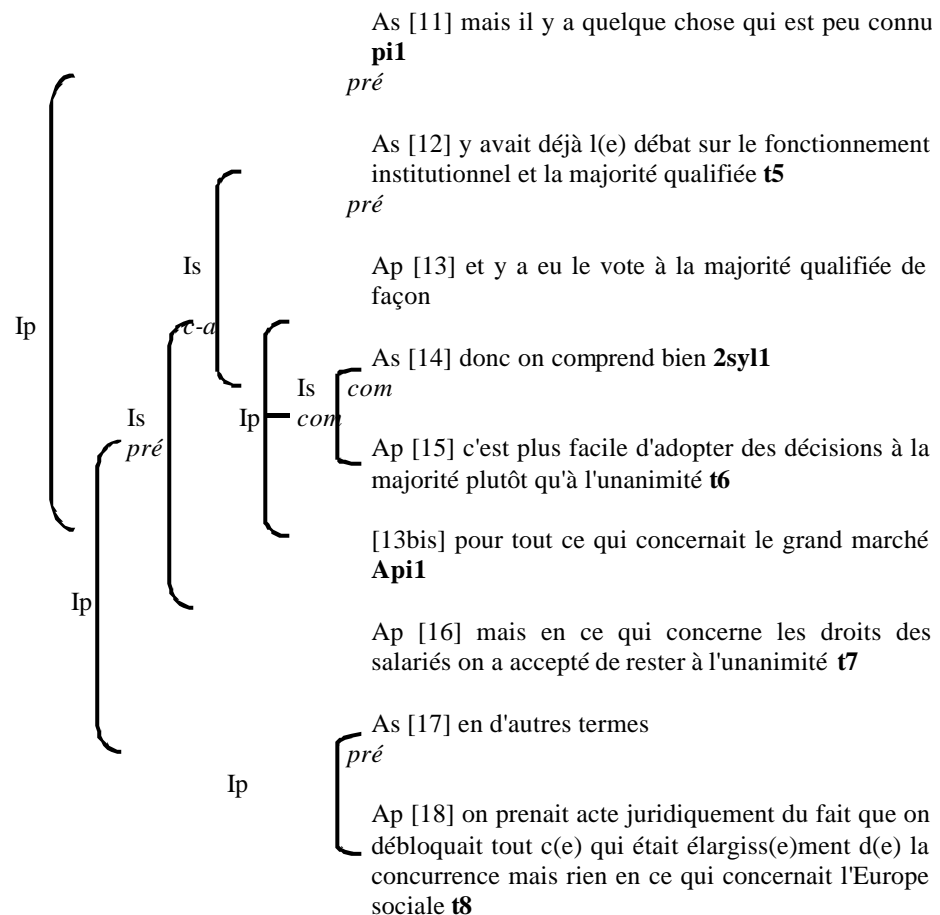 As [11] mais il y a quelque chose qui est peu connu
pi1
pré
As [12] y avait déjà l(e) débat sur le fonctionnement
institutionnel et la majorité qualifiée t5
pré
Is
Ap [13] et y a eu le vote à la majorité qualifiée de
façon
Ip
c-a
As [14] donc on comprend bien 2syl1
Is com
Is Ip com
pré
Ap [15] c'est plus facile d'adopter des décisions à la
majorité plutôt qu'à l'unanimité t6
[13bis] pour tout ce qui concernait le grand marché
Api1
Ip
Ap [16] mais en ce qui concerne les droits des
salariés on a accepté de rester à l'unanimité t7
As [17] en d'autres termes
pré
Ip
Ap [18] on prenait acte juridiquement du fait que on
débloquait tout c(e) qui était élargiss(e)ment d(e) la
concurrence mais rien en ce qui concernait l'Europe
sociale t8